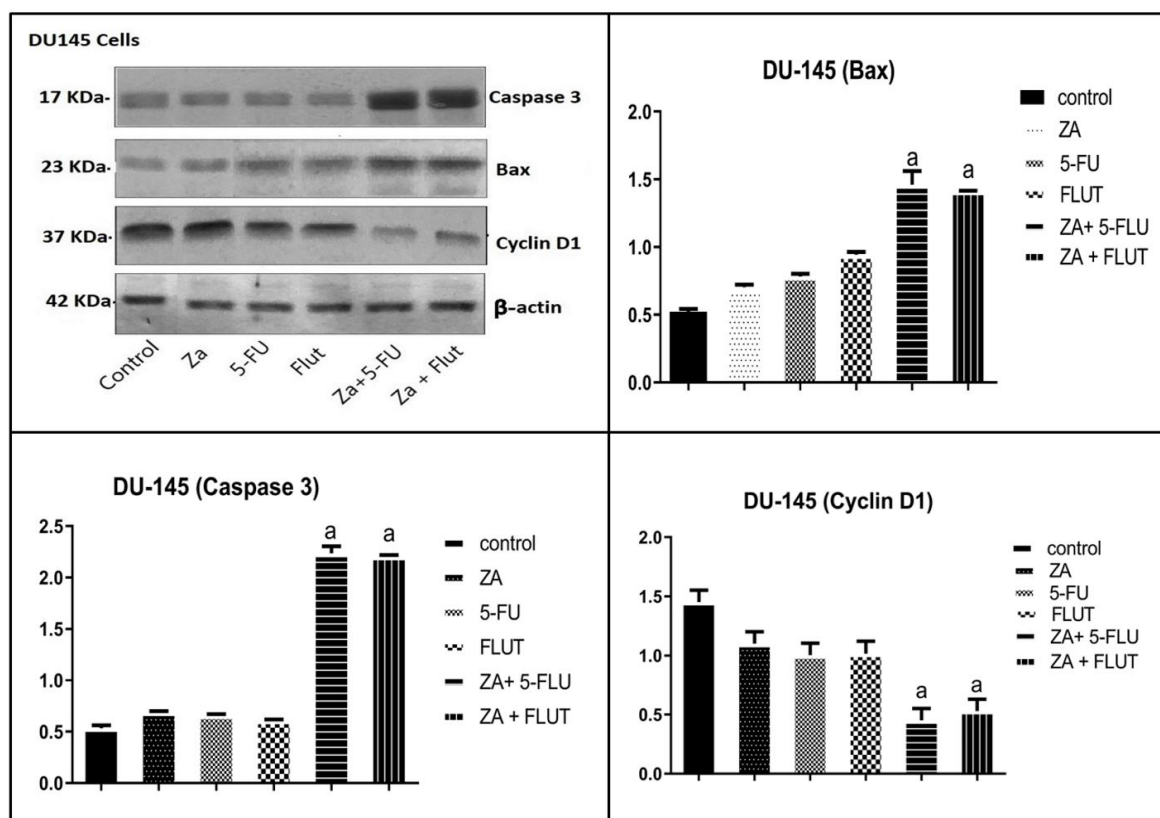 DU145 Cells
17 KDa-
Caspase 3
23 KDa-
Bax
37 KDa-
Cyclin D1
42 KDa-
β-actin
Control
Za
5-FU
Flut
Za+5-FU
Za + Flut
DU-145 (Bax)
2.0
1.5
1.0
0.5
0.0
a
a
control
ZA
5-FU
FLUT
ZA+ 5-FLU
ZA + FLUT
DU-145 (Caspase 3)
2.5
2.0
1.5
1.0
0.5
0.0
a
a
control
ZA
5-FU
FLUT
ZA+ 5-FLU
ZA + FLUT
DU-145 (Cyclin D1)
2.0
1.5
1.0
0.5
0.0
a
a
control
ZA
5-FU
FLUT
ZA+ 5-FLU
ZA + FLUT